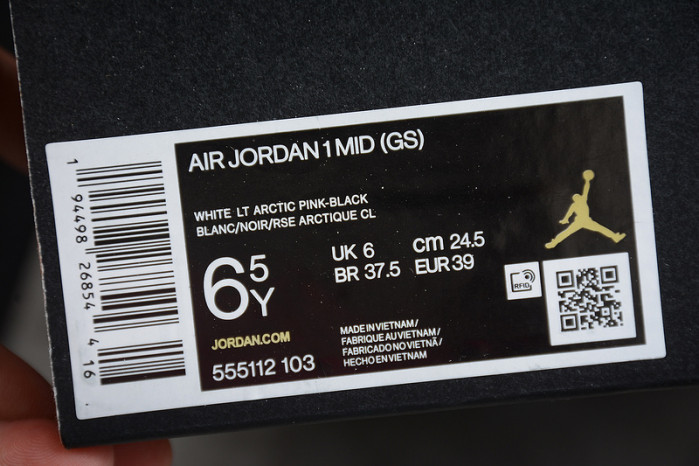 AIR JORDAN 1 MID (GS)
WHITE LT ARCTIC PINK-BLACK
BLANC/NOIR/RSE ARCTIQUE CL
6 5Y
UK 6 cm 24.5
BR 37.5 EUR 39
JORDAN.COM
555112 103
MADE IN VIETNAM/
FABRIQUE AU VIETNAM/
FABRICADO NO VIETNÃ/
HECHO EN VIETNAM
RFID
1 94498 26854 4 16